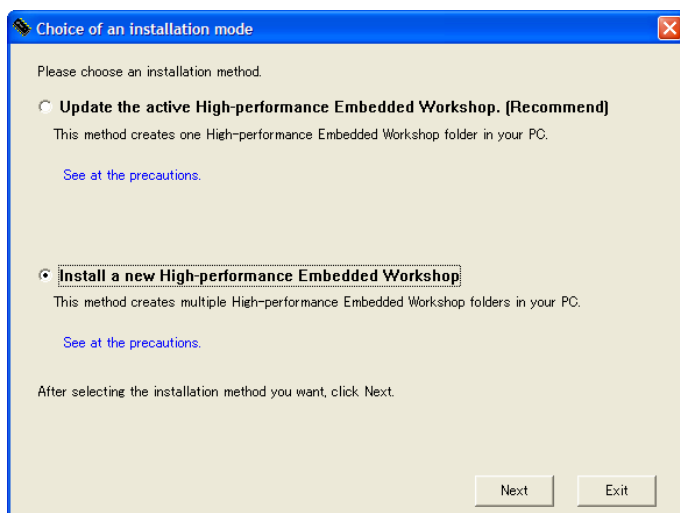 Choice of an installation mode
Please choose an installation method.
Update the active High-performance Embedded Workshop. (Recommend)
This method creates one High-performance Embedded Workshop folder in your PC.
See at the precautions.
Install a new High-performance Embedded Workshop
This method creates multiple High-performance Embedded Workshop folders in your PC.
See at the precautions.
After selecting the installation method you want, click Next.
Next
Exit